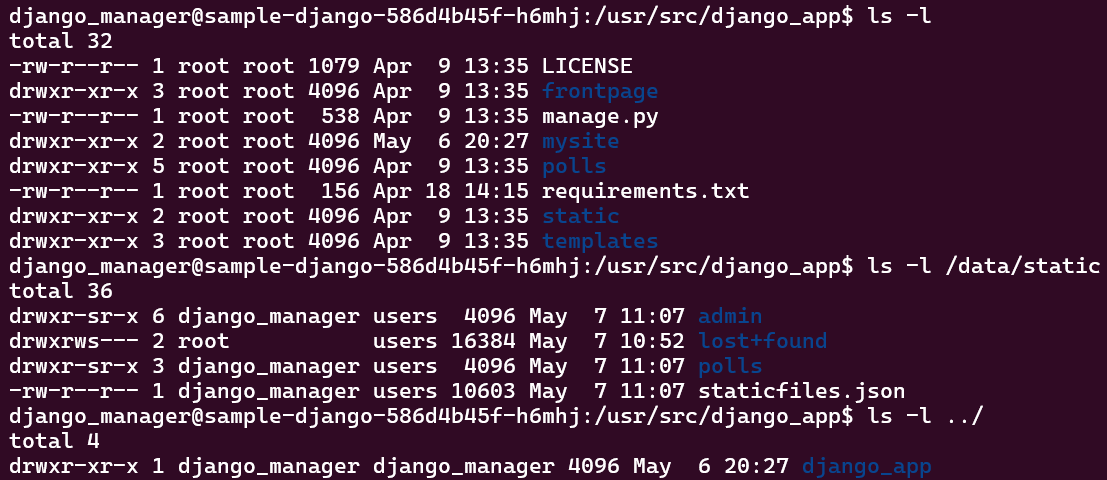 django_manager@sample-django-586d4b45f-h6mhj:/usr/src/django_app$ ls -l
total 32
-rw-r--r-- 1 root root 1079 Apr  9 13:35 LICENSE
drwxr-xr-x 3 root root 4096 Apr  9 13:35 frontpage
-rw-r--r-- 1 root root  538 Apr  9 13:35 manage.py
drwxr-xr-x 2 root root 4096 May  6 20:27 mysite
drwxr-xr-x 5 root root 4096 Apr  9 13:35 polls
-rw-r--r-- 1 root root  156 Apr 18 14:15 requirements.txt
drwxr-xr-x 2 root root 4096 Apr  9 13:35 static
drwxr-xr-x 3 root root 4096 Apr  9 13:35 templates
django_manager@sample-django-586d4b45f-h6mhj:/usr/src/django_app$ ls -l /data/static
total 36
drwxr-sr-x 6 django_manager users  4096 May  7 11:07 admin
drwxrws--- 2 root           users 16384 May  7 10:52 lost+found
drwxr-sr-x 3 django_manager users  4096 May  7 11:07 polls
-rw-r--r-- 1 django_manager users 10603 May  7 11:07 staticfiles.json
django_manager@sample-django-586d4b45f-h6mhj:/usr/src/django_app$ ls -l ../
total 4
drwxr-xr-x 1 django_manager django_manager 4096 May  6 20:27 django_app